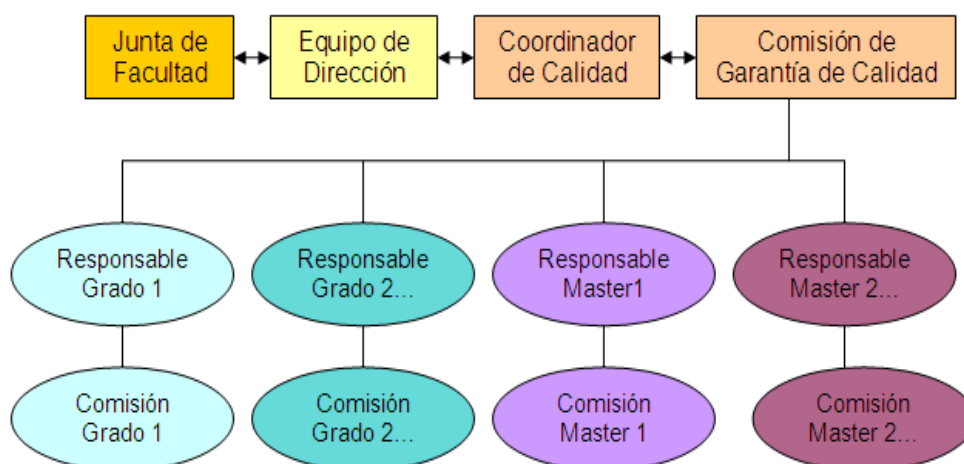 Junta de
Facultad
Equipo de
Dirección
Coordinador
de Calidad
Comisión de
Garantía de Calidad
Responsable
Grado 1
Responsable
Grado 2...
Responsable
Master1
Responsable
Master 2...
Comisión
Grado 1
Comisión
Grado 2...
Comisión
Master 1
Comisión
Master 2...